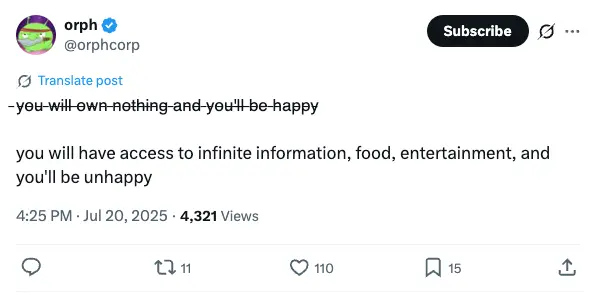 orph
@orphcorp
Subscribe
Translate post
-you will own nothing and you'll be happy
you will have access to infinite information, food, entertainment, and
you'll be unhappy
4:25 PM · Jul 20, 2025 · 4,321 Views
11 110 15